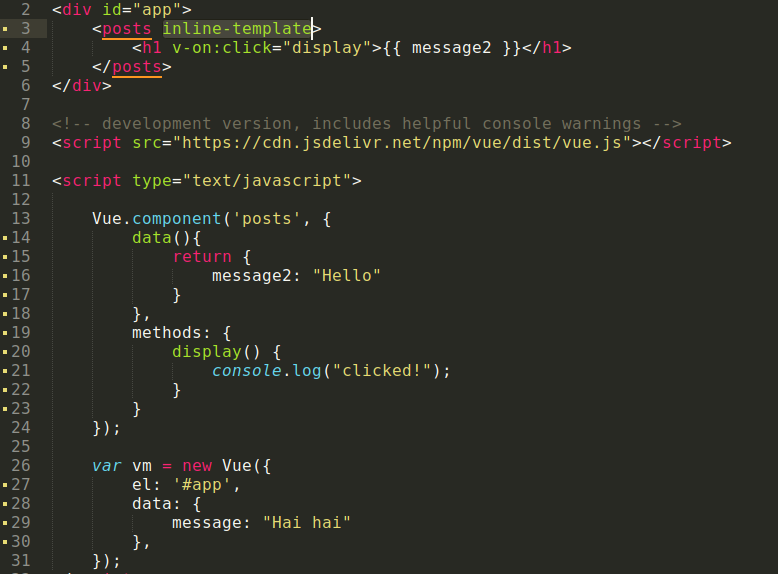 2 <div id="app">
3 <posts inline-template>
4 <h1 v-on:click="display">{{ message2 }}</h1>
5 </posts>
6 </div>
7
8 <!-- development version, includes helpful console warnings -->
9 <script src="https://cdn.jsdelivr.net/npm/vue/dist/vue.js"></script>
10
11 <script type="text/javascript">
12
13 Vue.component('posts', {
14 data(){
15 return {
16 message2: "Hello"
17 }
18 },
19 methods: {
20 display() {
21 console.log("clicked!");
22 }
23 }
24 });
25
26 var vm = new Vue({
27 el: '#app',
28 data: {
29 message: "Hai hai"
30 },
31 });